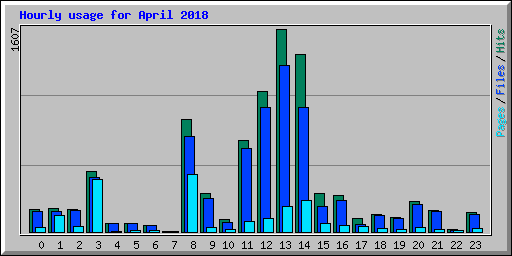 Hourly usage for April 2018
1607
Pages/Files/Hits
0 1 2 3 4 5 6 7 8 9 10 11 12 13 14 15 16 17 18 19 20 21 22 23